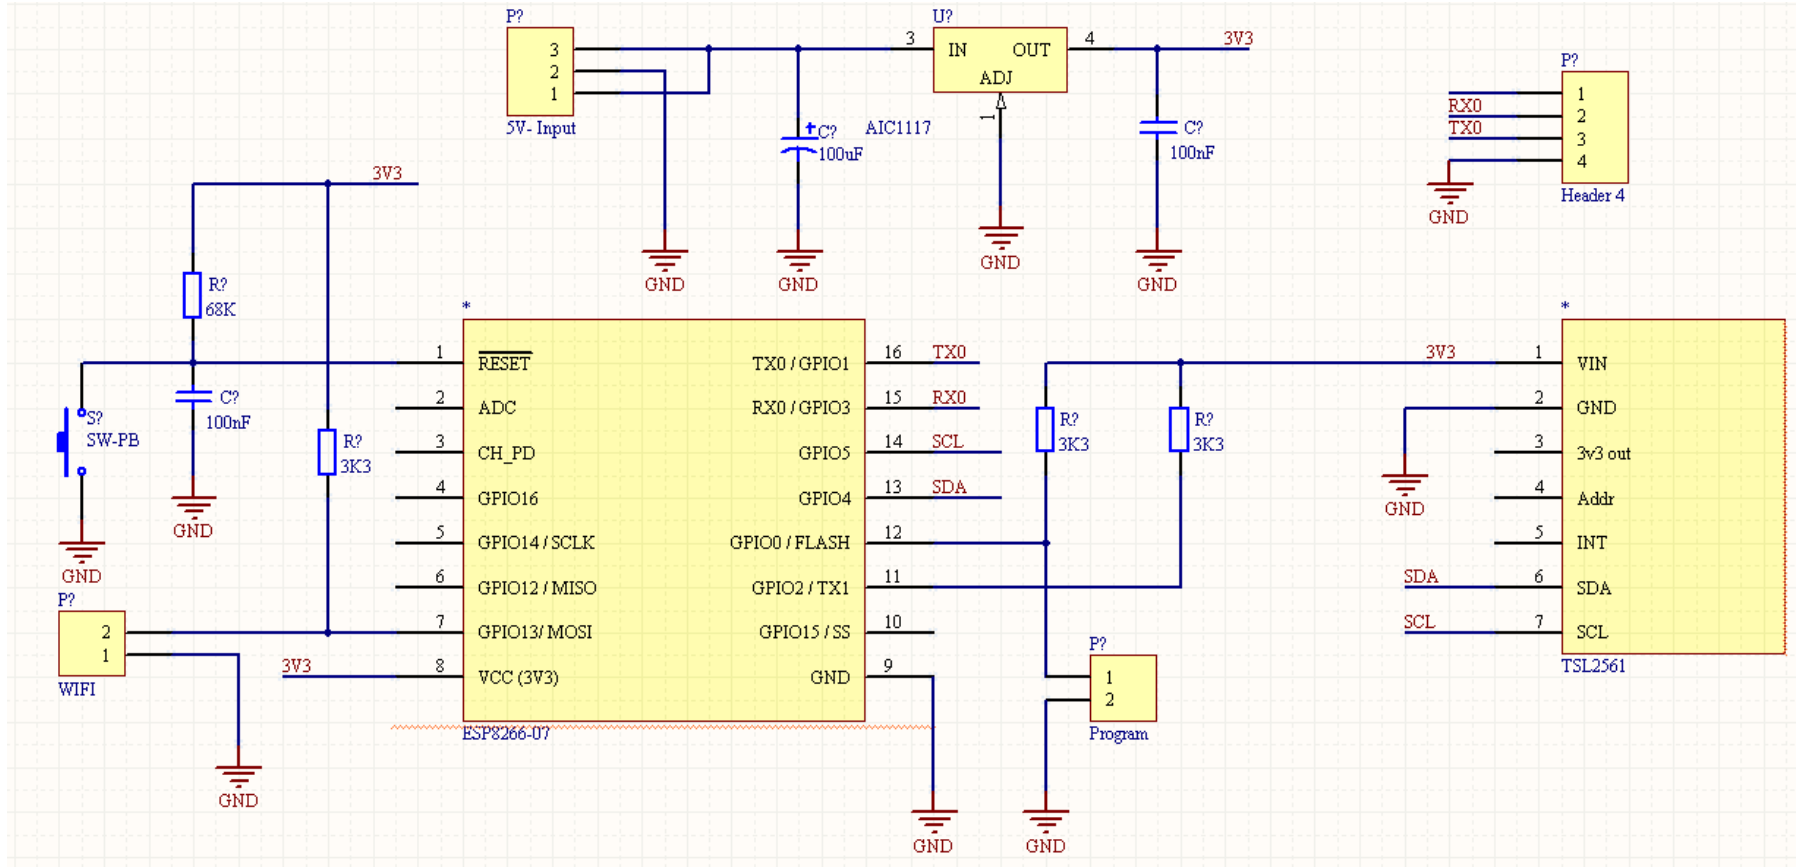 P?
3
2
1
5V- Input
U?
3
IN
OUT
4
ADJ
1
AIC1117
3V3
+
C?
100uF
C?
100nF
GND
GND
GND
GND
P?
1
RX0
2
TX0
3
4
GND
Header 4
3V3
R?
68K
C?
100nF
S?
SW-PB
R?
3K3
GND
GND
P?
2
1
WIFI
3V3
GND
*
1
RESET
2
ADC
3
CH_PD
4
GPIO16
5
GPIO14 / SCLK
6
GPIO12 / MISO
7
GPIO13/ MOSI
8
VCC (3V3)
TX0 / GPIO1
16
TX0
RX0 / GPIO3
15
RX0
GPIO5
14
SCL
GPIO4
13
SDA
GPIO0 / FLASH
12
GPIO2 / TX1
11
GPIO15 / SS
10
GND
9
ESP8266-07
GND
R?
3K3
R?
3K3
P?
1
2
Program
GND
*
3V3
1
VIN
2
GND
3
3v3 out
4
Addr
5
INT
SDA
6
SDA
SCL
7
SCL
GND
TSL2561